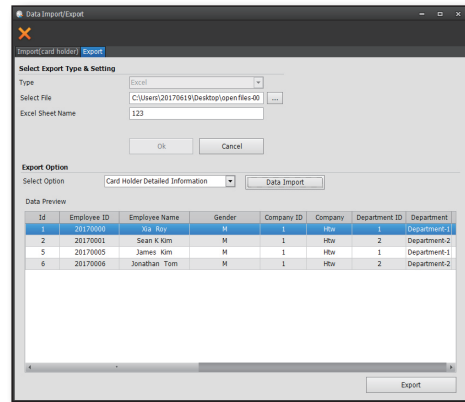 Data Import/Export
Import(card holder) Export
Select Export Type & Setting
Type Excel
Select File C:\Users\20170619\Desktop\open files-00 ...
Excel Sheet Name 123
Ok Cancel
Export Option
Select Option Card Holder Detailed Information Data Import
Data Preview
Id Employee ID Employee Name Gender Company ID Company Department ID Department
1 20170000 Xia Roy M 1 Htw 1 Department-1
2 20170001 Sean K Kim M 1 Htw 2 Department-2
5 20170005 James Kim M 1 Htw 1 Department-1
6 20170006 Jonathan Tom M 1 Htw 2 Department-2
Export